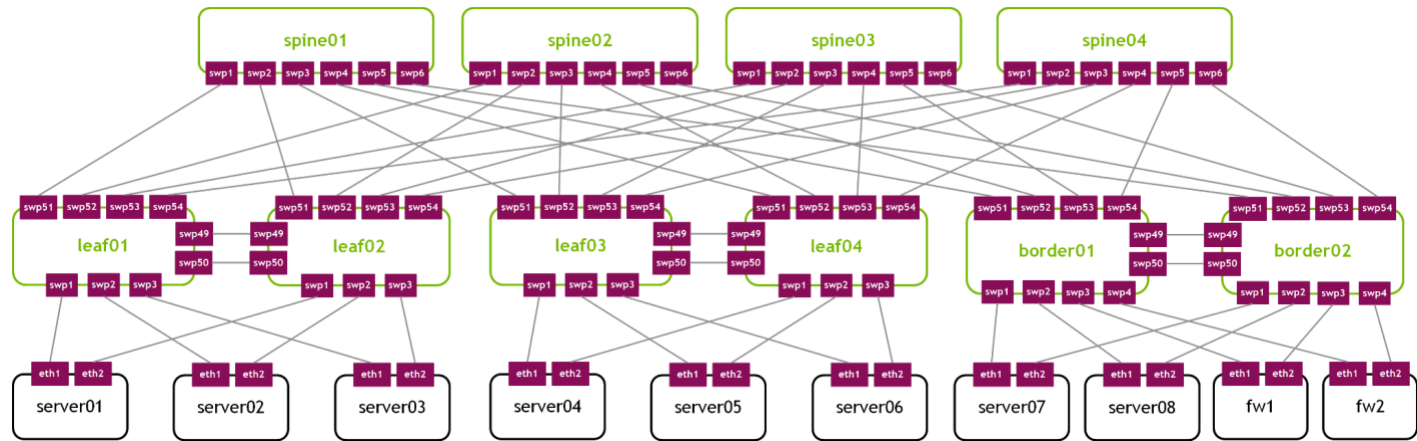 spine01 spine02 spine03 spine04
swp1 swp2 swp3 swp4 swp5 swp6 swp1 swp2 swp3 swp4 swp5 swp6 swp1 swp2 swp3 swp4 swp5 swp6 swp1 swp2 swp3 swp4 swp5 swp6
swp51 swp52 swp53 swp54 swp51 swp52 swp53 swp54 swp51 swp52 swp53 swp54 swp51 swp52 swp53 swp54 swp51 swp52 swp53 swp54 swp51 swp52 swp53 swp54
swp49 swp49 swp49 swp49 swp49 swp49
leaf01 leaf02 leaf03 leaf04 border01 border02
swp50 swp50 swp50 swp50 swp50 swp50
swp1 swp2 swp3 swp1 swp2 swp3 swp1 swp2 swp3 swp1 swp2 swp3 swp1 swp2 swp3 swp4 swp1 swp2 swp3 swp4
eth1 eth2 eth1 eth2 eth1 eth2 eth1 eth2 eth1 eth2 eth1 eth2 eth1 eth2 eth1 eth2 eth1 eth2 eth1 eth2
server01 server02 server03 server04 server05 server06 server07 server08 fw1 fw2